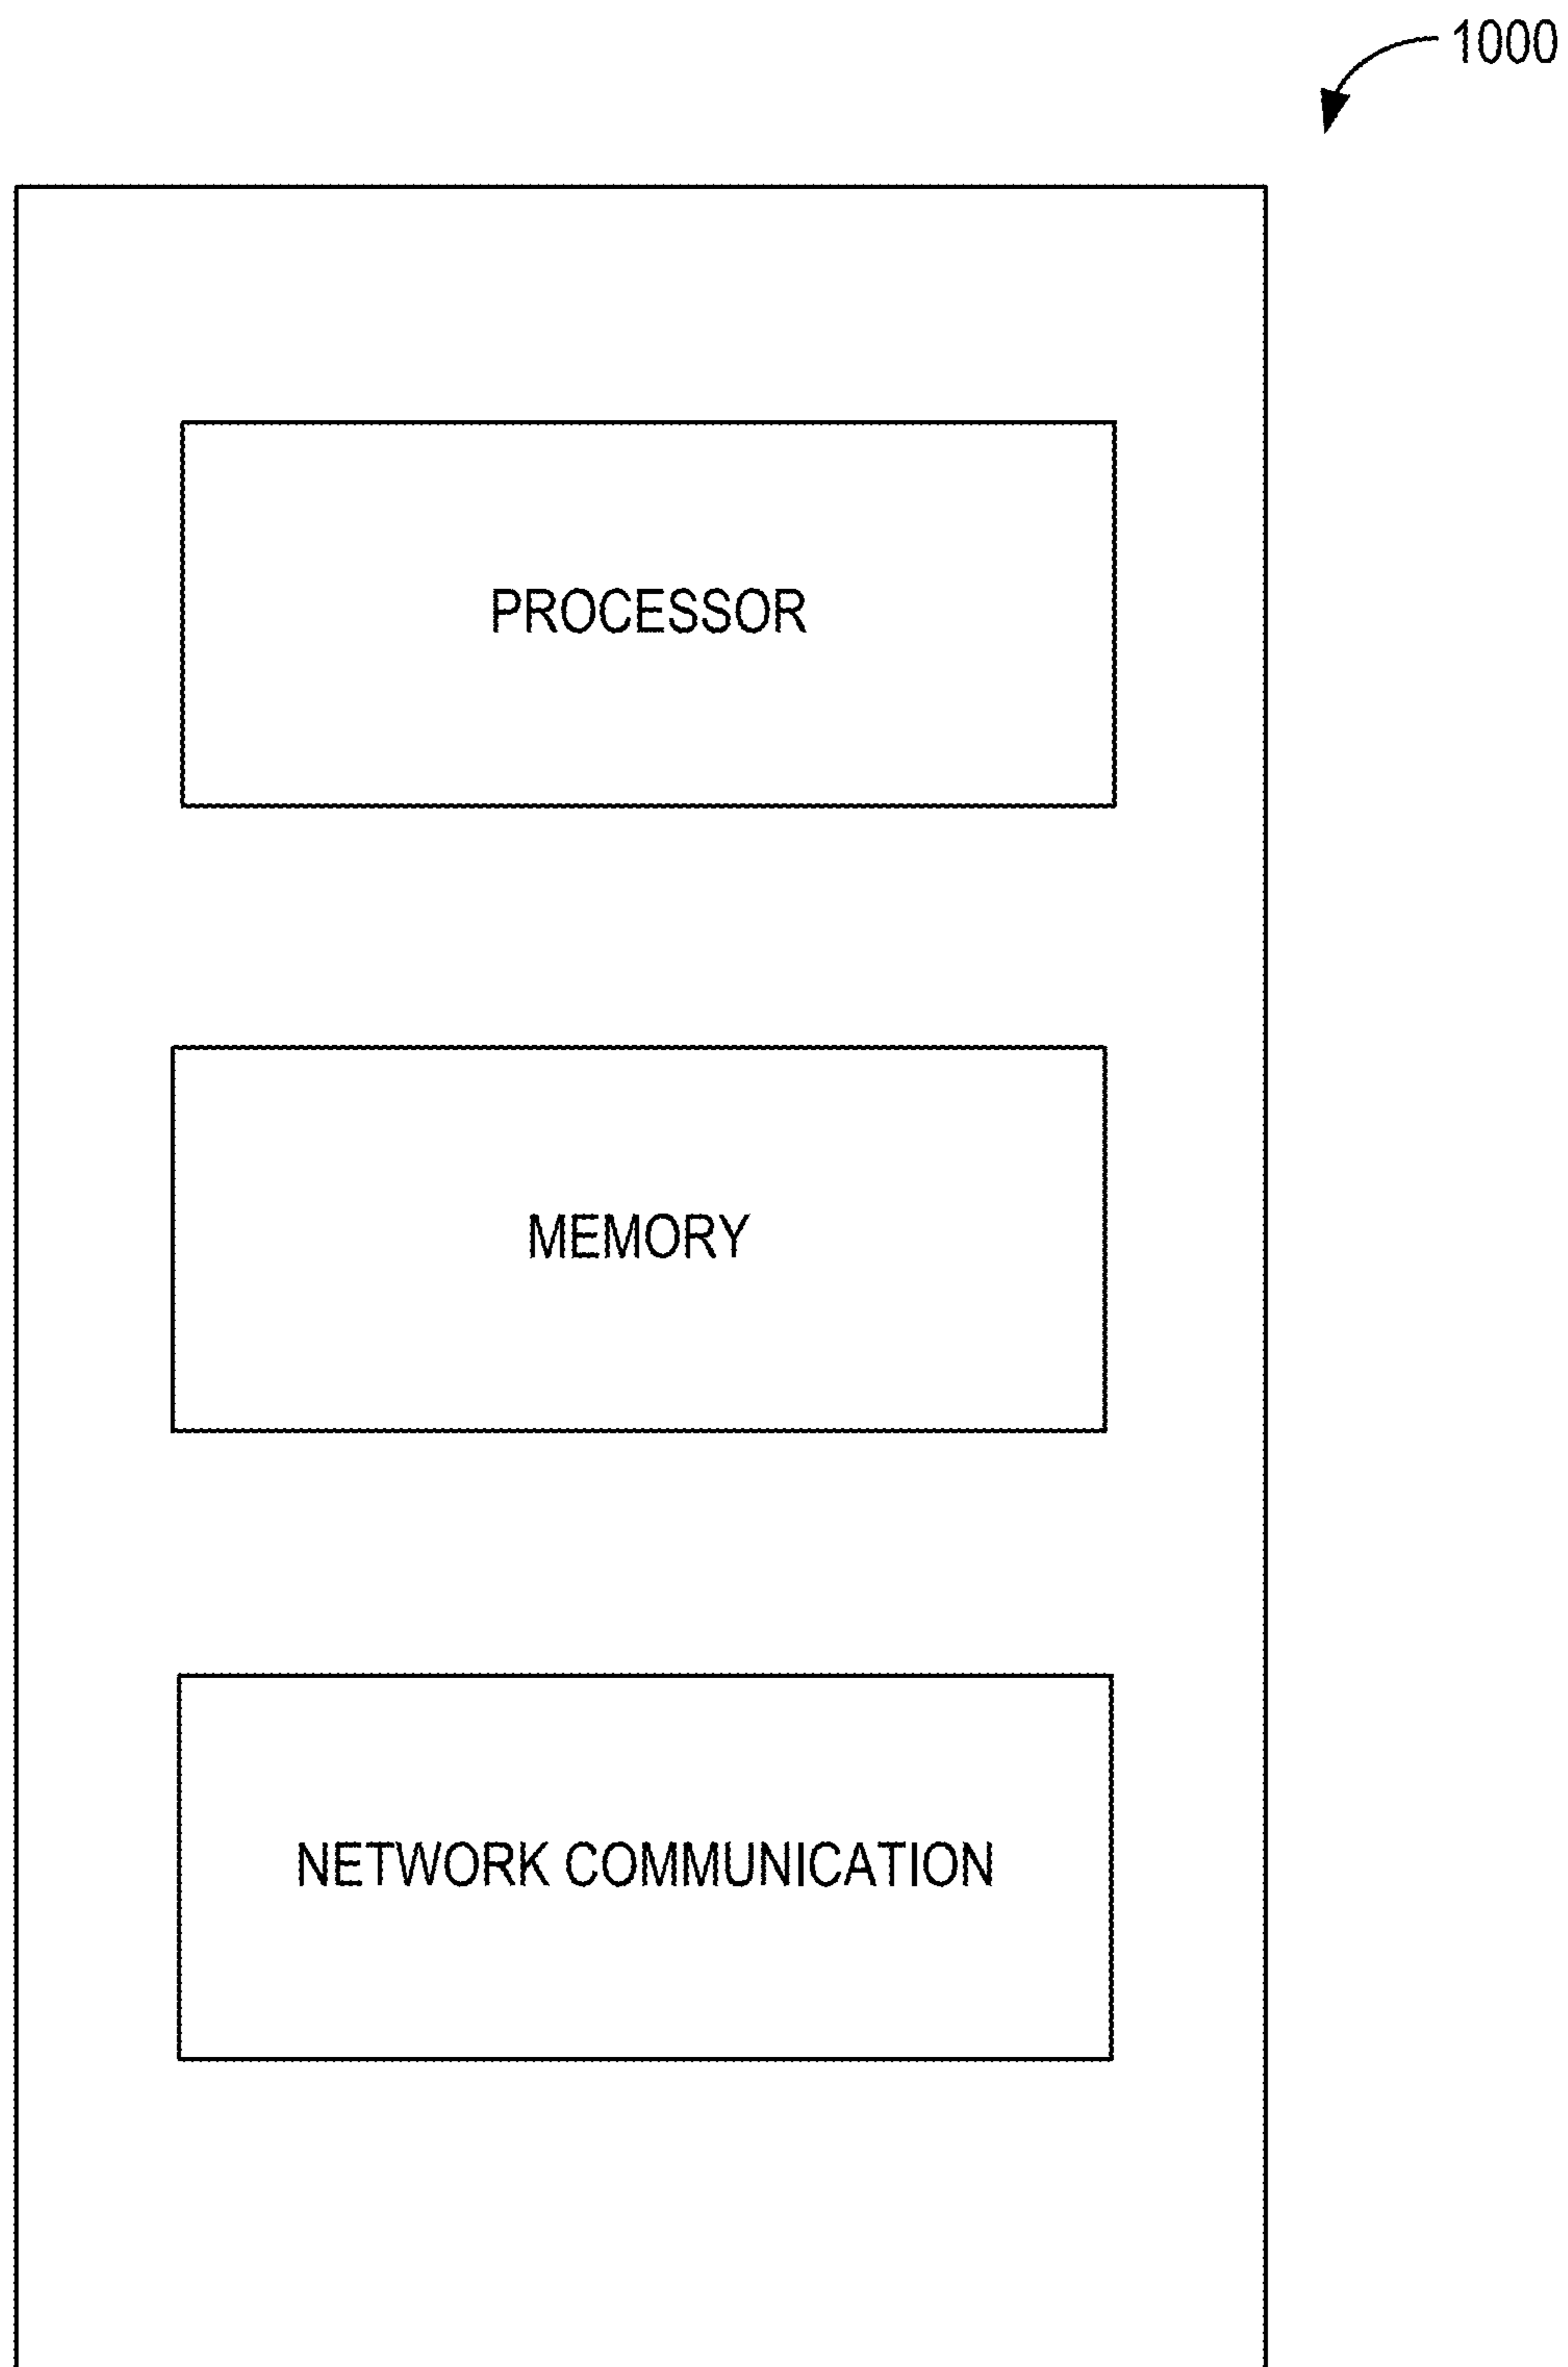 1000
PROCESSOR
MEMORY
NETWORK COMMUNICATION